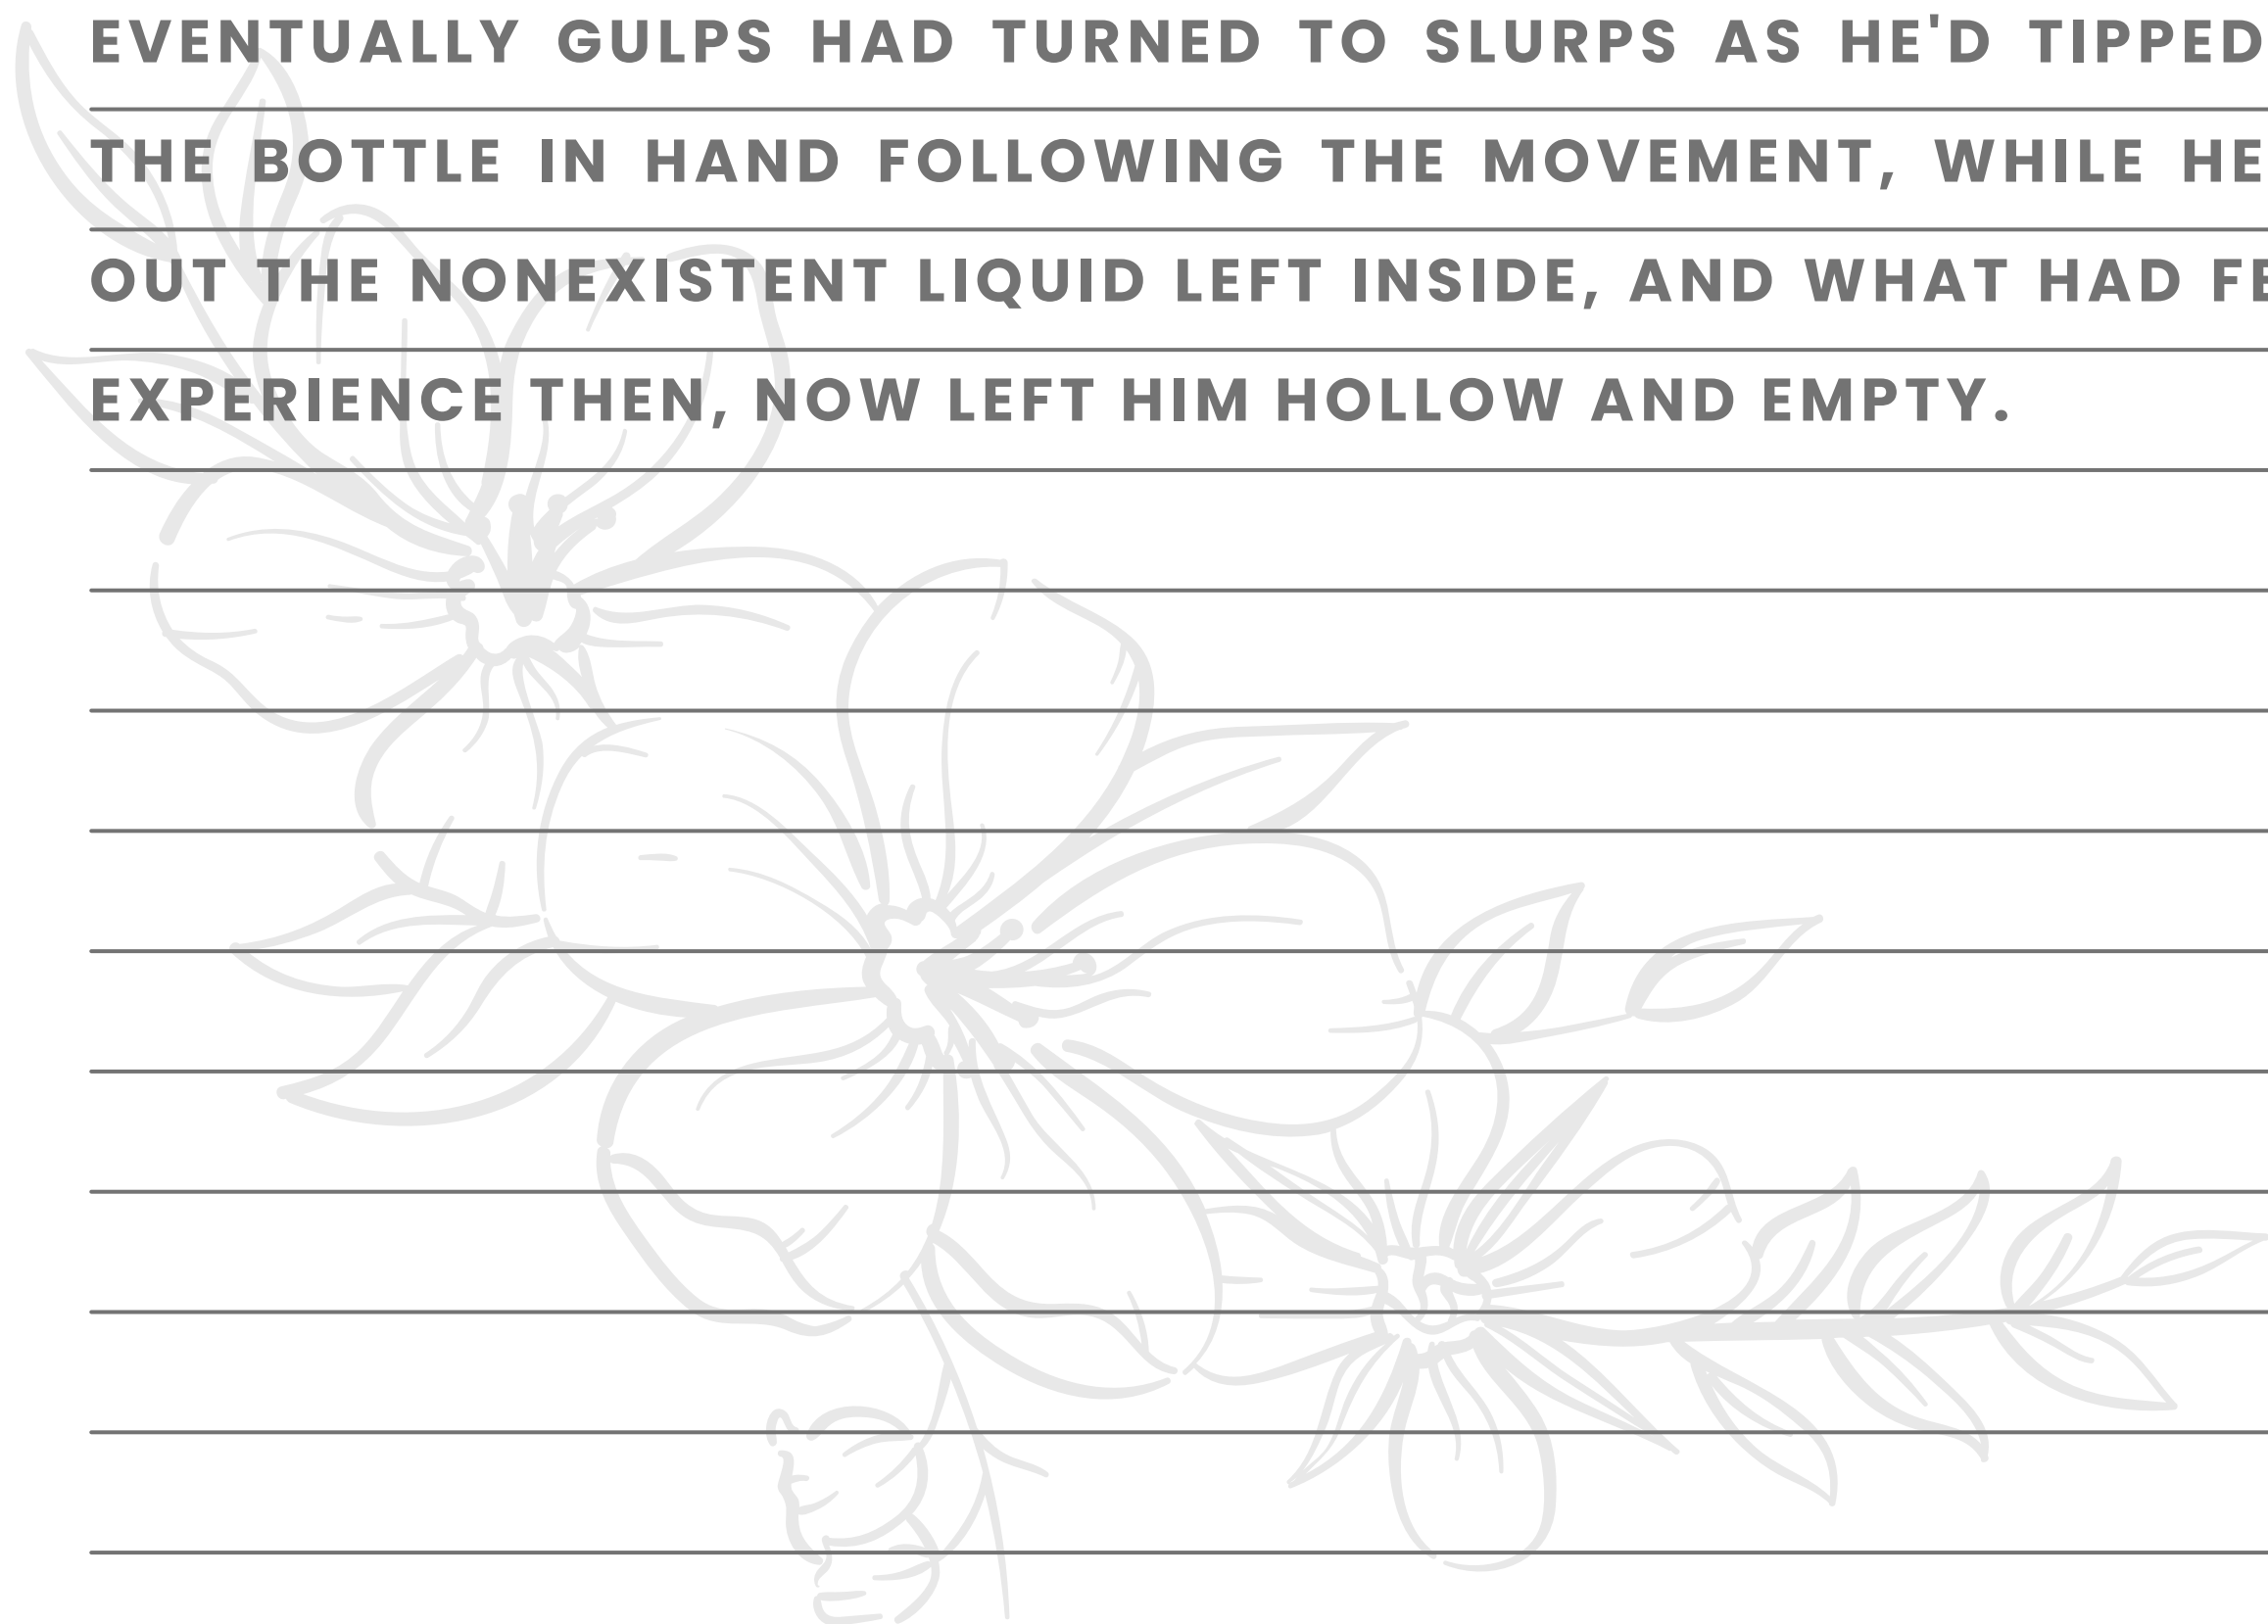 EVENTUALLY GULPS HAD TURNED TO SLURPS AS HE'D TIPPED
THE BOTTLE IN HAND FOLLOWING THE MOVEMENT, WHILE HE
OUT THE NONEXISTENT LIQUID LEFT INSIDE, AND WHAT HAD
EXPERIENCE THEN, NOW LEFT HIM HOLLOW AND EMPTY.